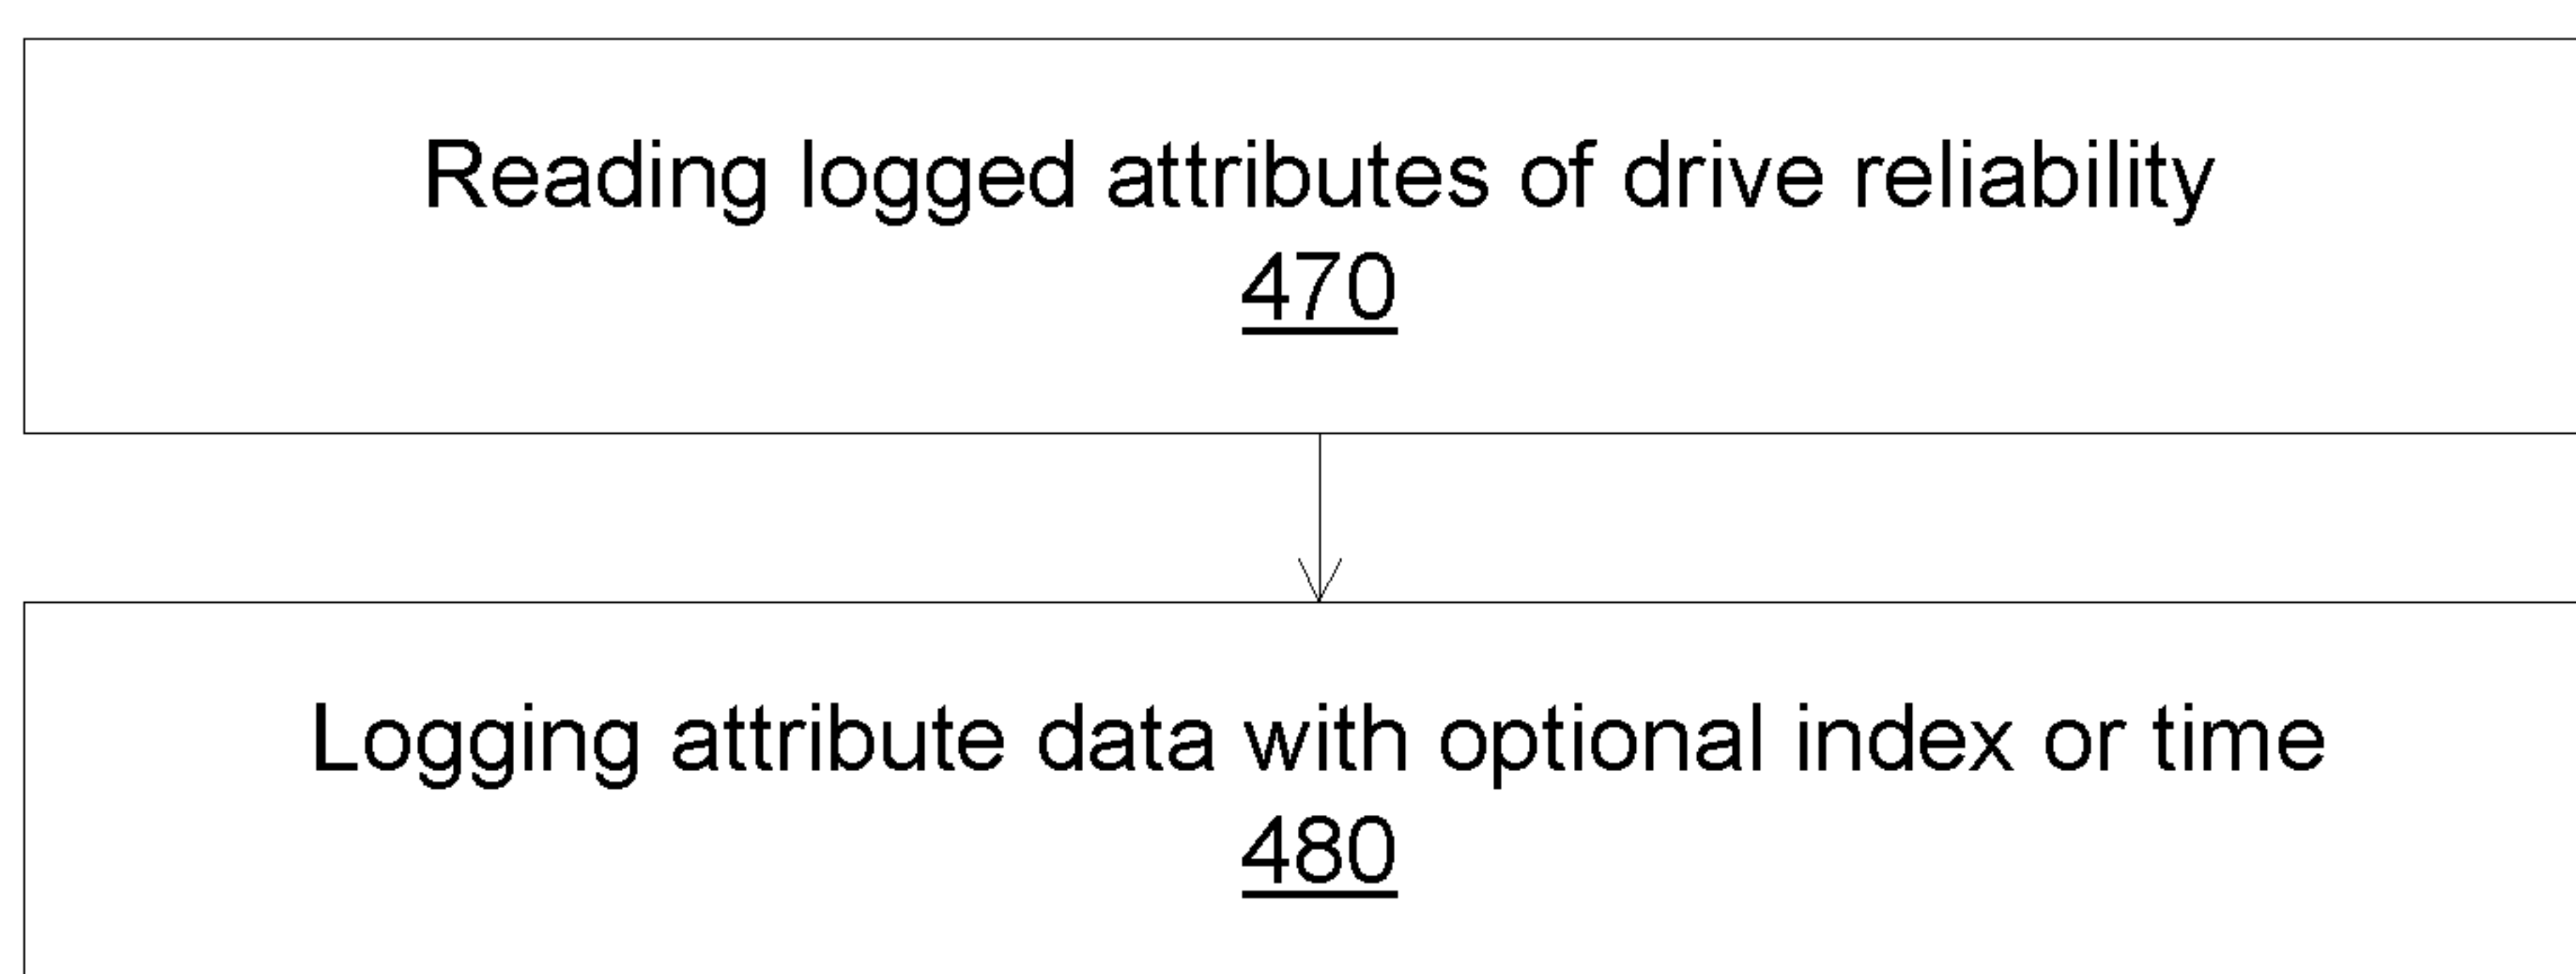 Reading logged attributes of drive reliability
470
Logging attribute data with optional index or time
480